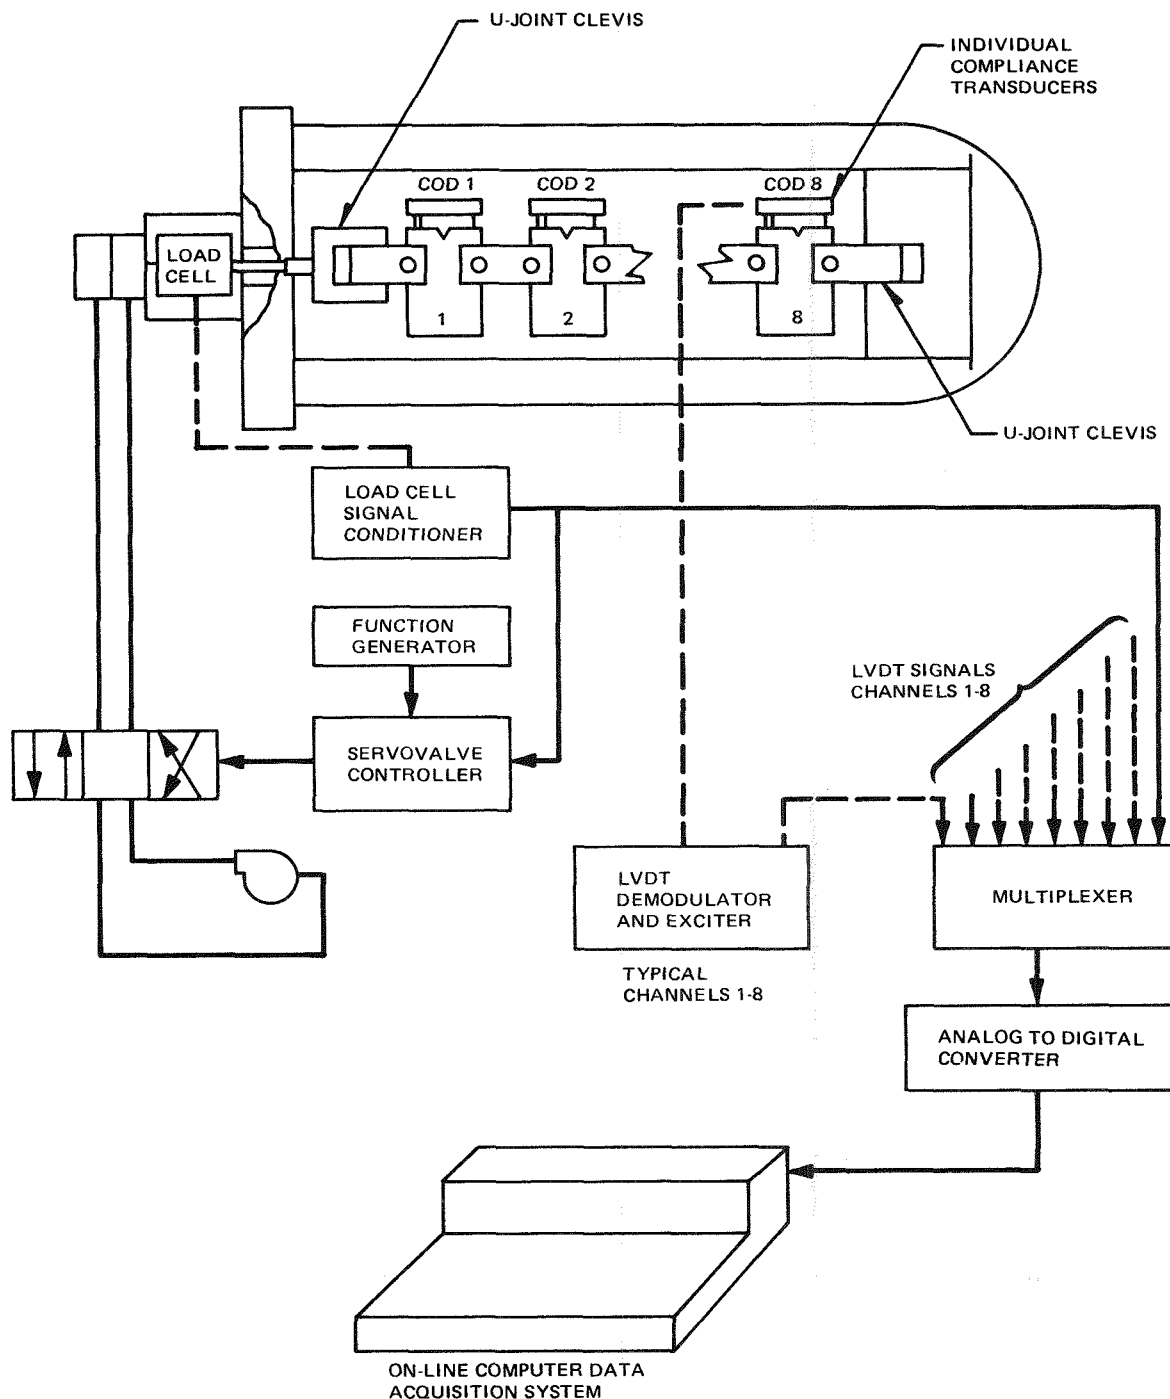 U-JOINT CLEVIS
INDIVIDUAL
COMPLIANCE
TRANSDUCERS
COD 1
COD 2
COD 8
LOAD
CELL
1
2
8
U-JOINT CLEVIS
LOAD CELL
SIGNAL
CONDITIONER
FUNCTION
GENERATOR
LVDT SIGNALS
CHANNELS 1-8
SERVOVALVE
CONTROLLER
LVDT
DEMODULATOR
AND EXCITER
MULTIPLEXER
TYPICAL
CHANNELS 1-8
ANALOG TO DIGITAL
CONVERTER
ON-LINE COMPUTER DATA
ACQUISITION SYSTEM